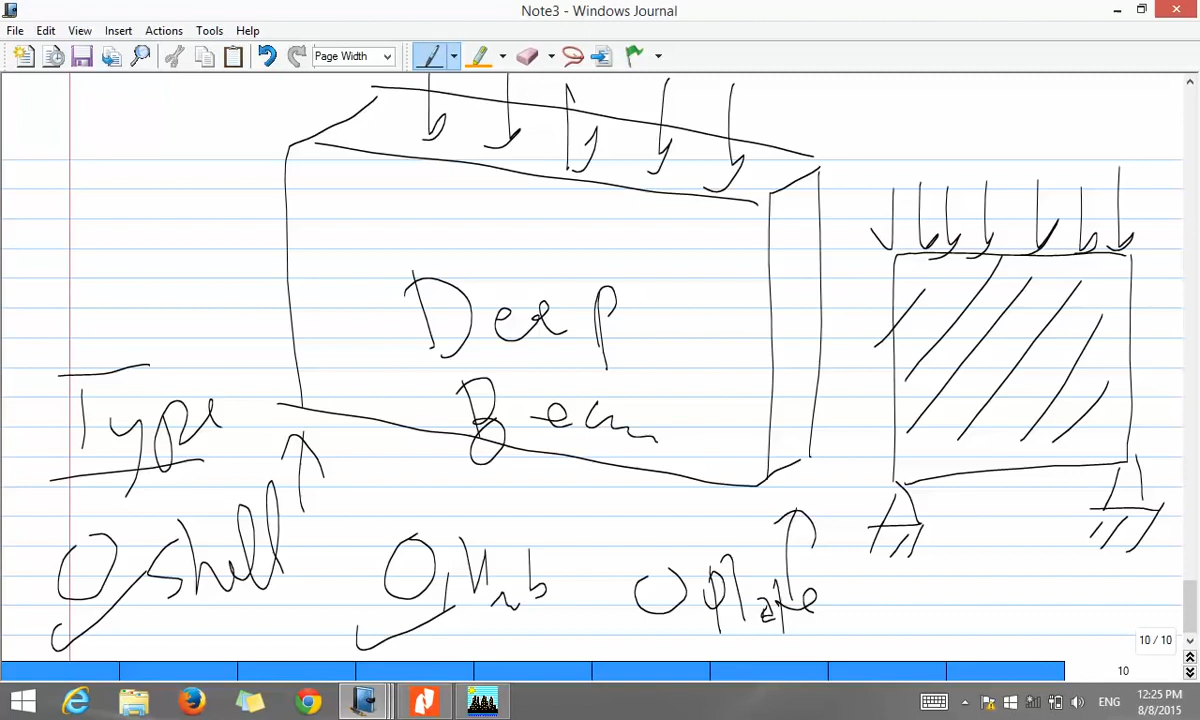 Note3 - Windows Journal
File Edit View Insert Actions Tools Help
Page Width
Deep
Beam
Type
shell
plate
10 / 10
10
ENG
12:25 PM
8/8/2015